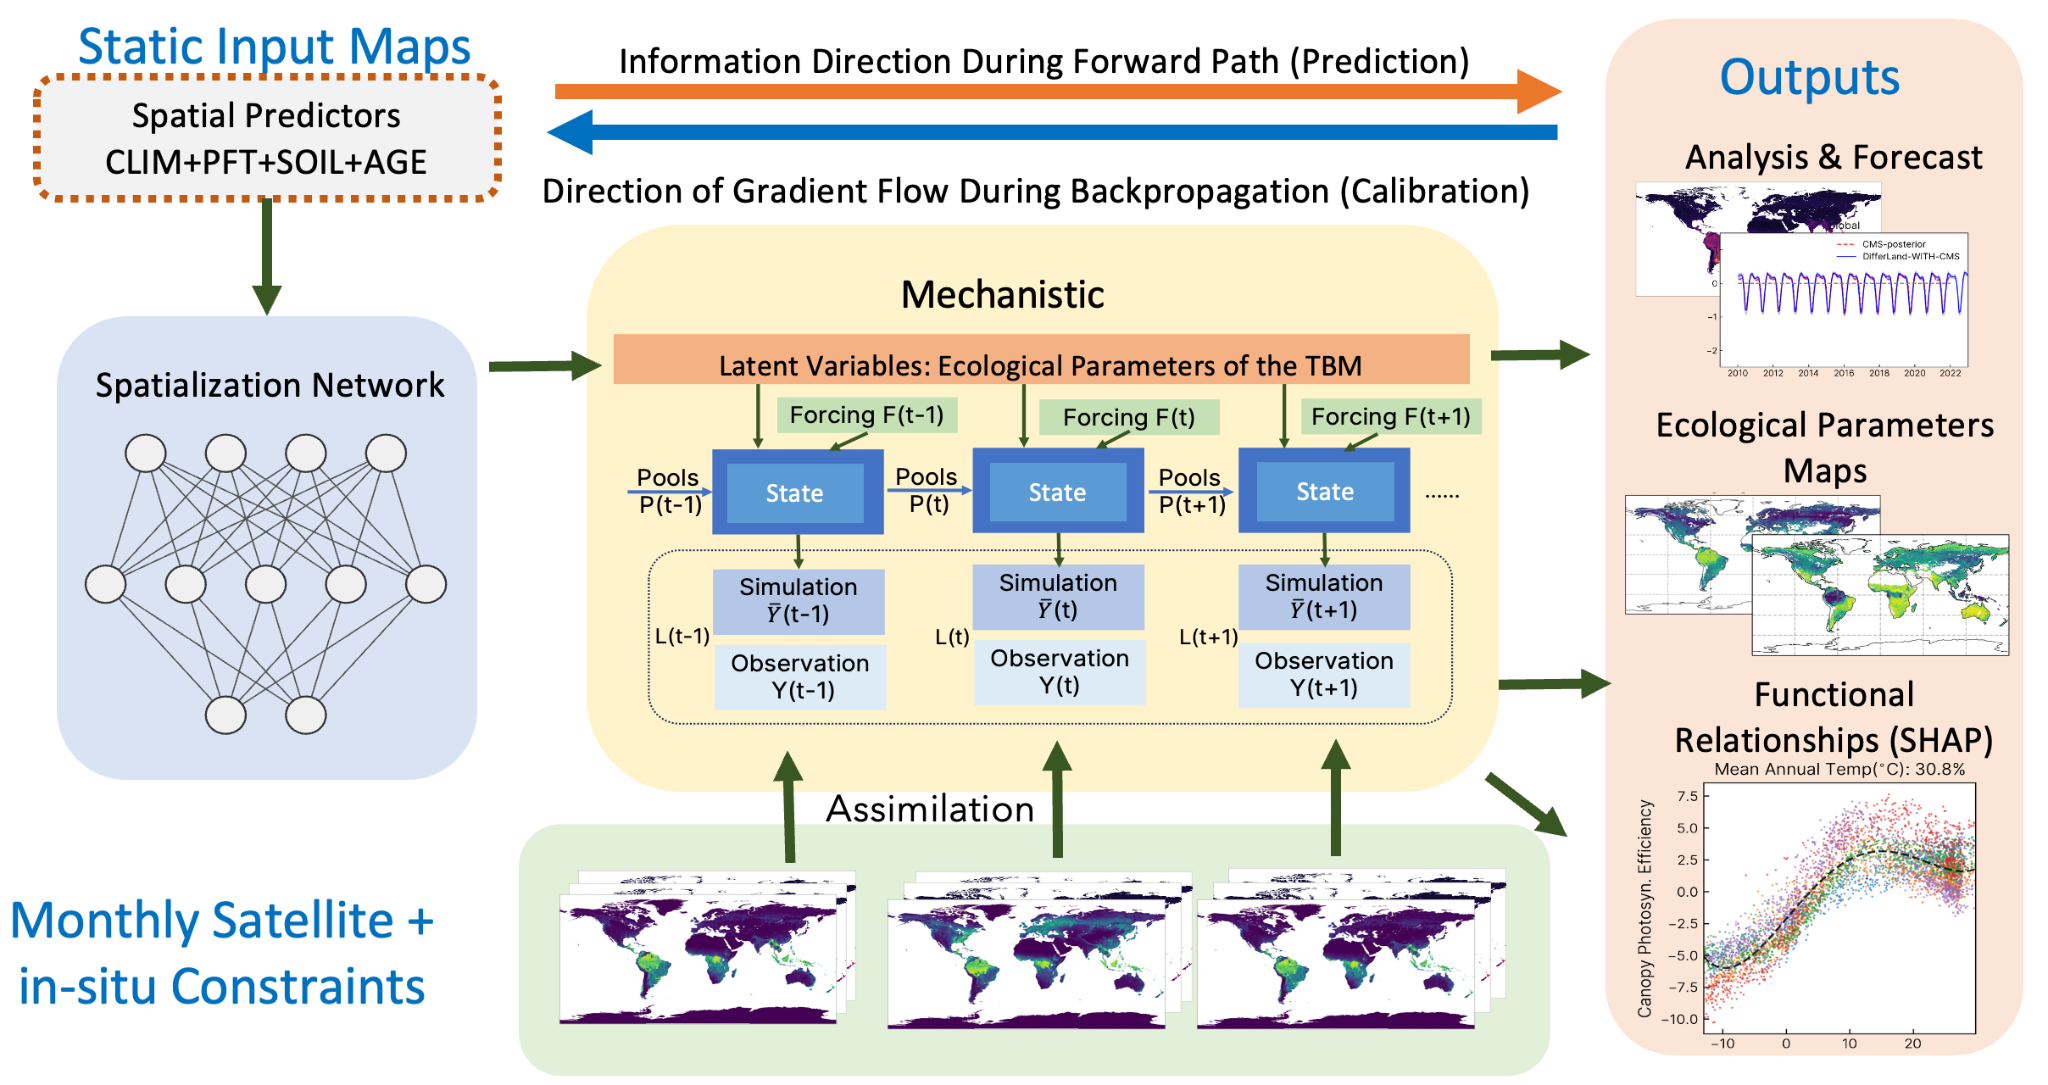 Static Input Maps
Spatial Predictors
CLIM+PFT+SOIL+AGE
Spatialization Network
Monthly Satellite +
in-situ Constraints
Information Direction During Forward Path (Prediction)
Direction of Gradient Flow During Backpropagation (Calibration)
Mechanistic
Latent Variables: Ecological Parameters of the TBM
Forcing F(t-1)
Forcing F(t)
Forcing F(t+1)
Pools
P(t-1)
State
Pools
P(t)
State
Pools
P(t+1)
State
......
L(t-1)
Simulation
Ȳ(t-1)
Observation
Y(t-1)
L(t)
Simulation
Ȳ(t)
Observation
Y(t)
L(t+1)
Simulation
Ȳ(t+1)
Observation
Y(t+1)
Assimilation
Outputs
Analysis & Forecast
CMS-posterior
DifferLand-WITH-CMS
0
−1
−2
2010 2012 2014 2016 2018 2020 2022
Ecological Parameters
Maps
Functional
Relationships (SHAP)
Mean Annual Temp(°C): 30.8%
Canopy Photosyn. Efficiency
7.5
5.0
2.5
0.0
−2.5
−5.0
−7.5
−10.0
−10 0 10 20